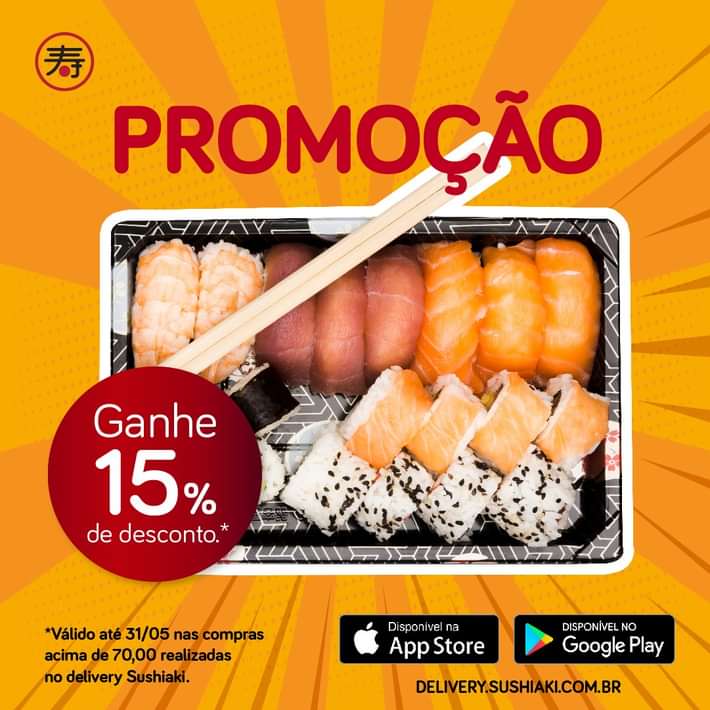 寿
PROMOÇÃO
Ganhe
15%
de desconto.*
*Válido até 31/05 nas compras
acima de 70,00 realizadas
no delivery Sushiaki.
Disponível na
App Store
DISPONÍVEL NO
Google Play
DELIVERY.SUSHIAKI.COM.BR